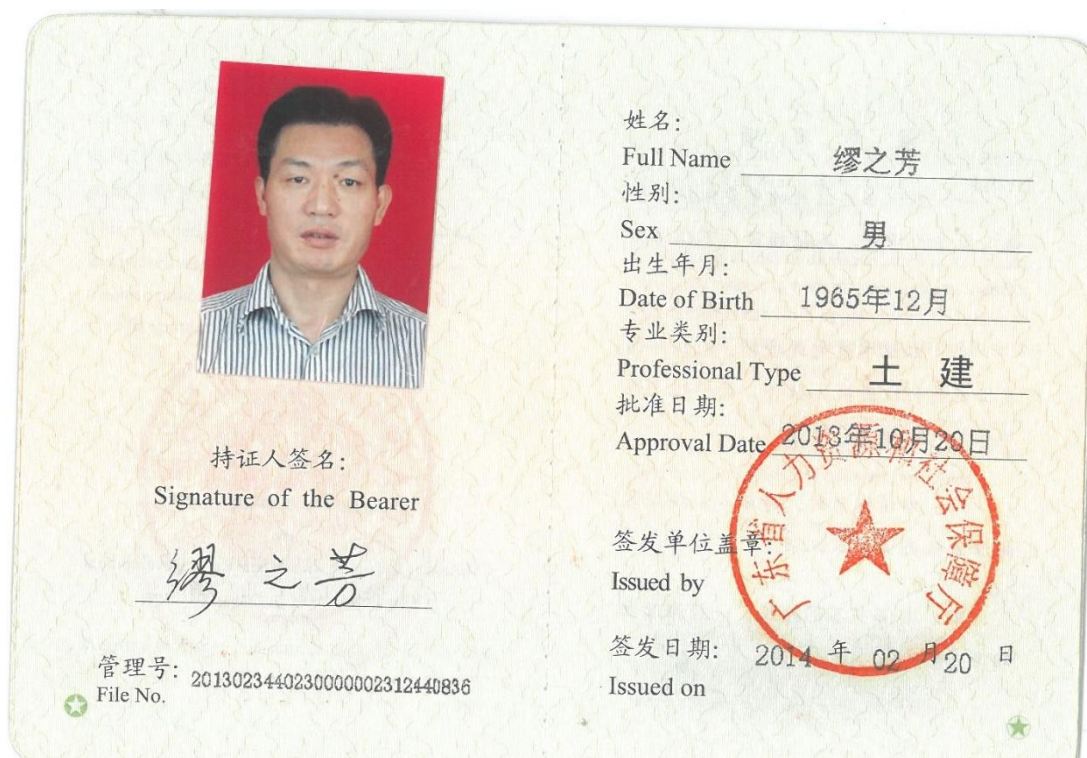 持证人签名:
Signature of the Bearer
缪之芳
管理号: 2013023440230000002312440836
File No.
姓名:
Full Name 缪之芳
性别:
Sex 男
出生年月:
Date of Birth 1965年12月
专业类别:
Professional Type 土 建
批准日期:
Approval Date 2013年10月20日
广东省人力资源和社会保障厅
签发单位盖章:
Issued by
签发日期: 2014 年 02 月 20 日
Issued on